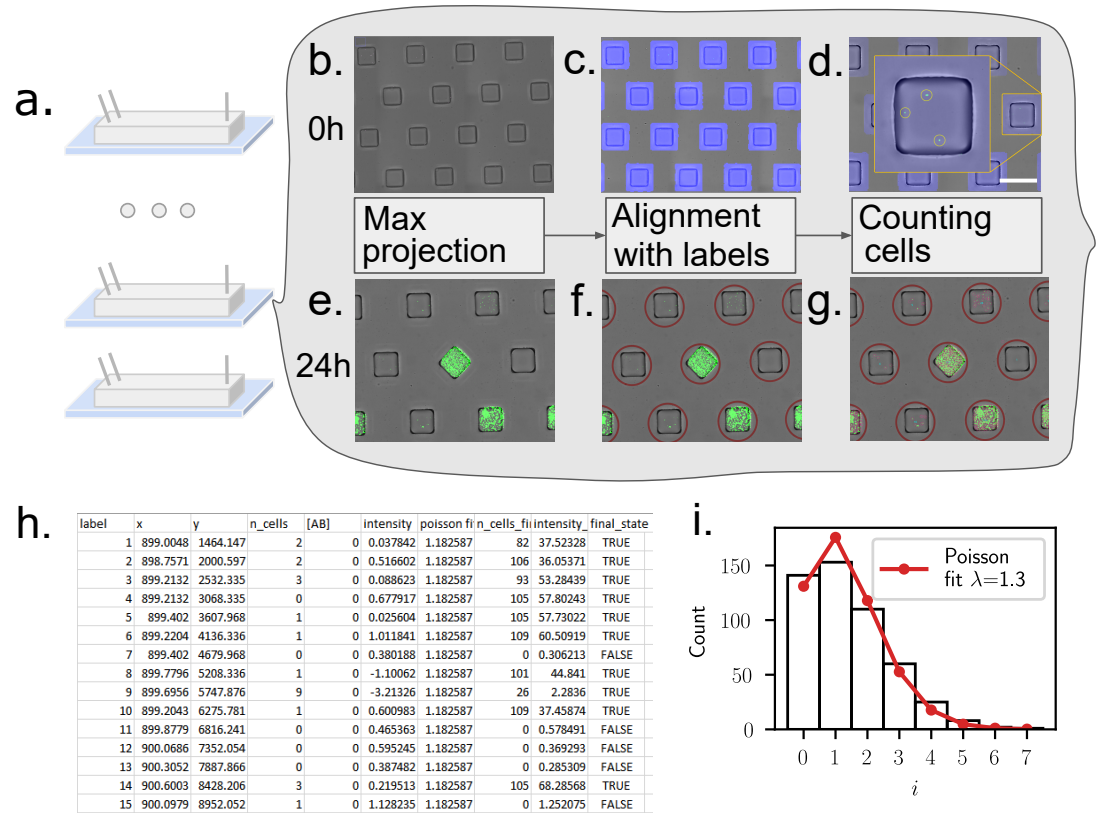 a.
b.
c.
d.
0h
Max
projection
Alignment
with labels
Counting
cells
e.
f.
g.
24h
h.
label x y n_cells [AB] intensity poisson fi n_cells_fi intensity_ final_state
1 899.0048 1464.147 2 0 0.037842 1.182587 82 37.52328 TRUE
2 898.7571 2000.597 2 0 0.516602 1.182587 106 36.05371 TRUE
3 899.2132 2532.335 3 0 0.088623 1.182587 93 53.28439 TRUE
4 899.2132 3068.335 0 0 0.677917 1.182587 105 57.80243 TRUE
5 899.402 3607.968 1 0 0.025604 1.182587 105 57.73022 TRUE
6 899.2204 4136.336 1 0 1.011841 1.182587 109 60.50919 TRUE
7 899.402 4679.968 0 0 0.380188 1.182587 0 0.306213 FALSE
8 899.7796 5208.336 1 0 -1.10062 1.182587 101 44.841 TRUE
9 899.6956 5747.876 9 0 -3.21326 1.182587 26 2.2836 TRUE
10 899.2043 6275.781 1 0 0.600983 1.182587 109 37.45874 TRUE
11 899.8779 6816.241 0 0 0.465363 1.182587 0 0.578491 FALSE
12 900.0686 7352.054 0 0 0.595245 1.182587 0 0.369293 FALSE
13 900.3052 7887.866 0 0 0.387482 1.182587 0 0.285309 FALSE
14 900.6003 8428.206 3 0 0.219513 1.182587 105 68.28568 TRUE
15 900.0979 8952.052 1 0 1.128235 1.182587 0 1.252075 FALSE
i.
Poisson
fit λ=1.3
Count
150
100
50
0
0 1 2 3 4 5 6 7
i